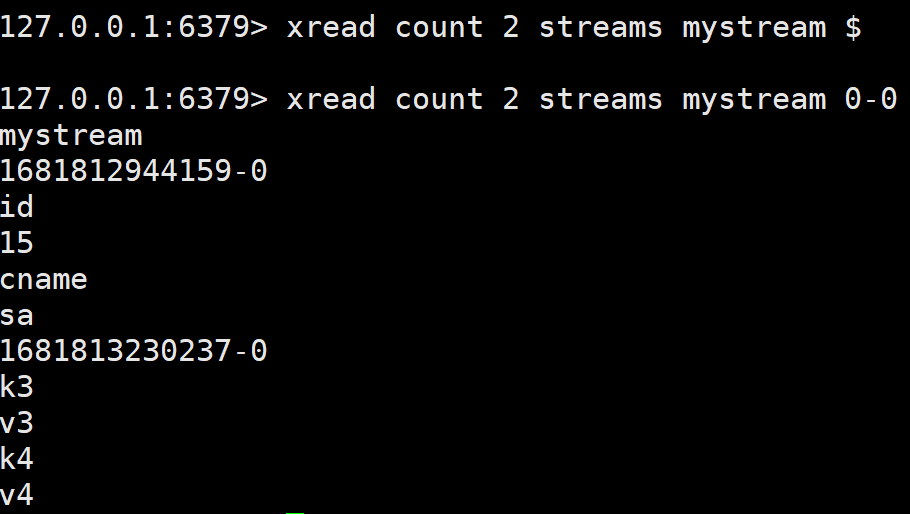 127.0.0.1:6379> xread count 2 streams mystream $
127.0.0.1:6379> xread count 2 streams mystream 0-0
mystream
1681812944159-0
id
15
cname
sa
1681813230237-0
k3
v3
k4
v4